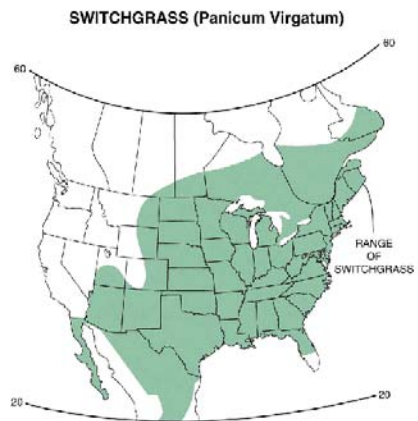 SWITCHGRASS (Panicum Virgatum)
60
60
RANGE
OF
SWITCHGRASS
20
20